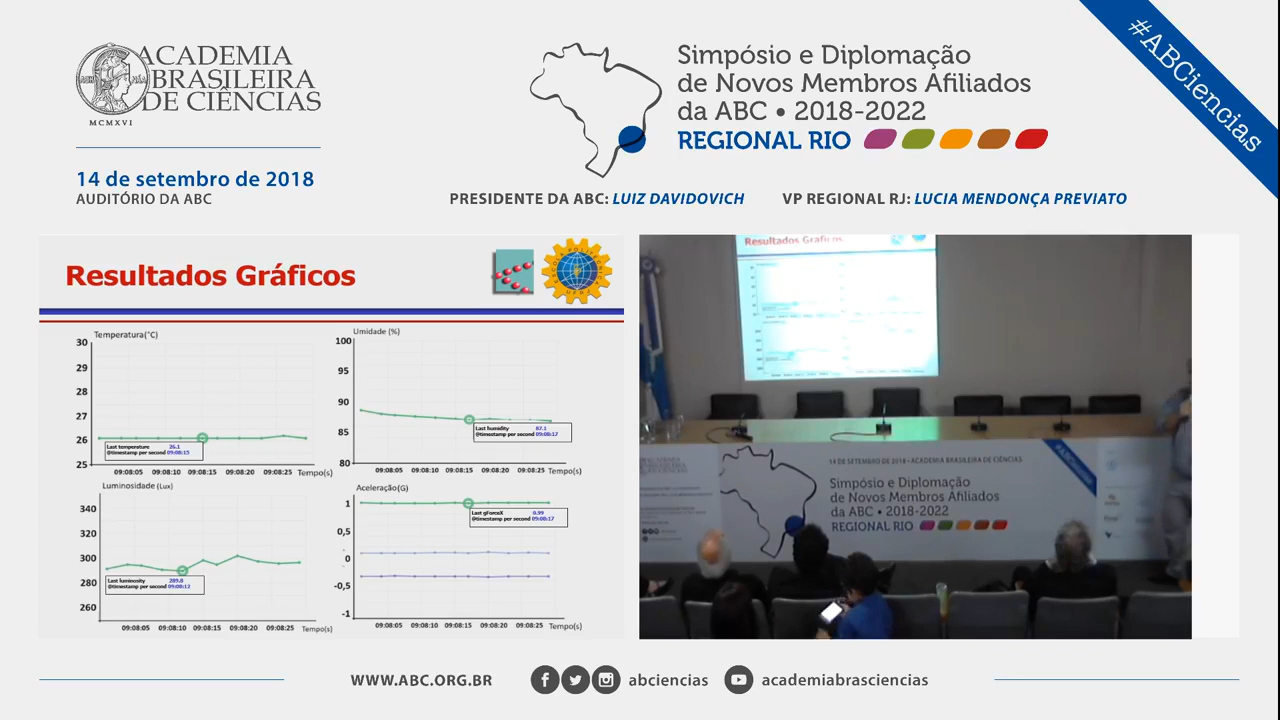 ACADEMIA
BRASILEIRA
DE CIÊNCIAS
MCMXVI
14 de setembro de 2018
AUDITÓRIO DA ABC
Simpósio e Diplomação
de Novos Membros Afiliados
da ABC • 2018-2022
REGIONAL RIO
#ABCiencias
PRESIDENTE DA ABC: LUIZ DAVIDOVICH
VP REGIONAL RJ: LUCIA MENDONÇA PREVIATO
Resultados Gráficos
Temperatura(°C)
30
29
28
27
26
25
Last temperature 26.1
@timestamp per second 09:08:15
09:08:05 09:08:10 09:08:15 09:08:20 09:08:25 Tempo(s)
Umidade (%)
100
95
90
85
80
Last humidity 87.1
@timestamp per second 09:08:17
09:08:05 09:08:10 09:08:15 09:08:20 09:08:25 Tempo(s)
Luminosidade (Lux)
340
320
300
280
260
Last luminosity 289.8
@timestamp per second 09:08:12
09:08:05 09:08:10 09:08:15 09:08:20 09:08:25 Tempo(s)
Aceleração(G)
1
0,5
0
-0,5
-1
Last gForceX 0.99
@timestamp per second 09:08:17
09:08:05 09:08:10 09:08:15 09:08:20 09:08:25 Tempo(s)
Resultados Gráficos
14 DE SETEMBRO DE 2018 • ACADEMIA BRASILEIRA DE CIÊNCIAS
Simpósio e Diplomação
de Novos Membros Afiliados
da ABC • 2018-2022
REGIONAL RIO
WWW.ABC.ORG.BR
abciencias
academiabrasciencias